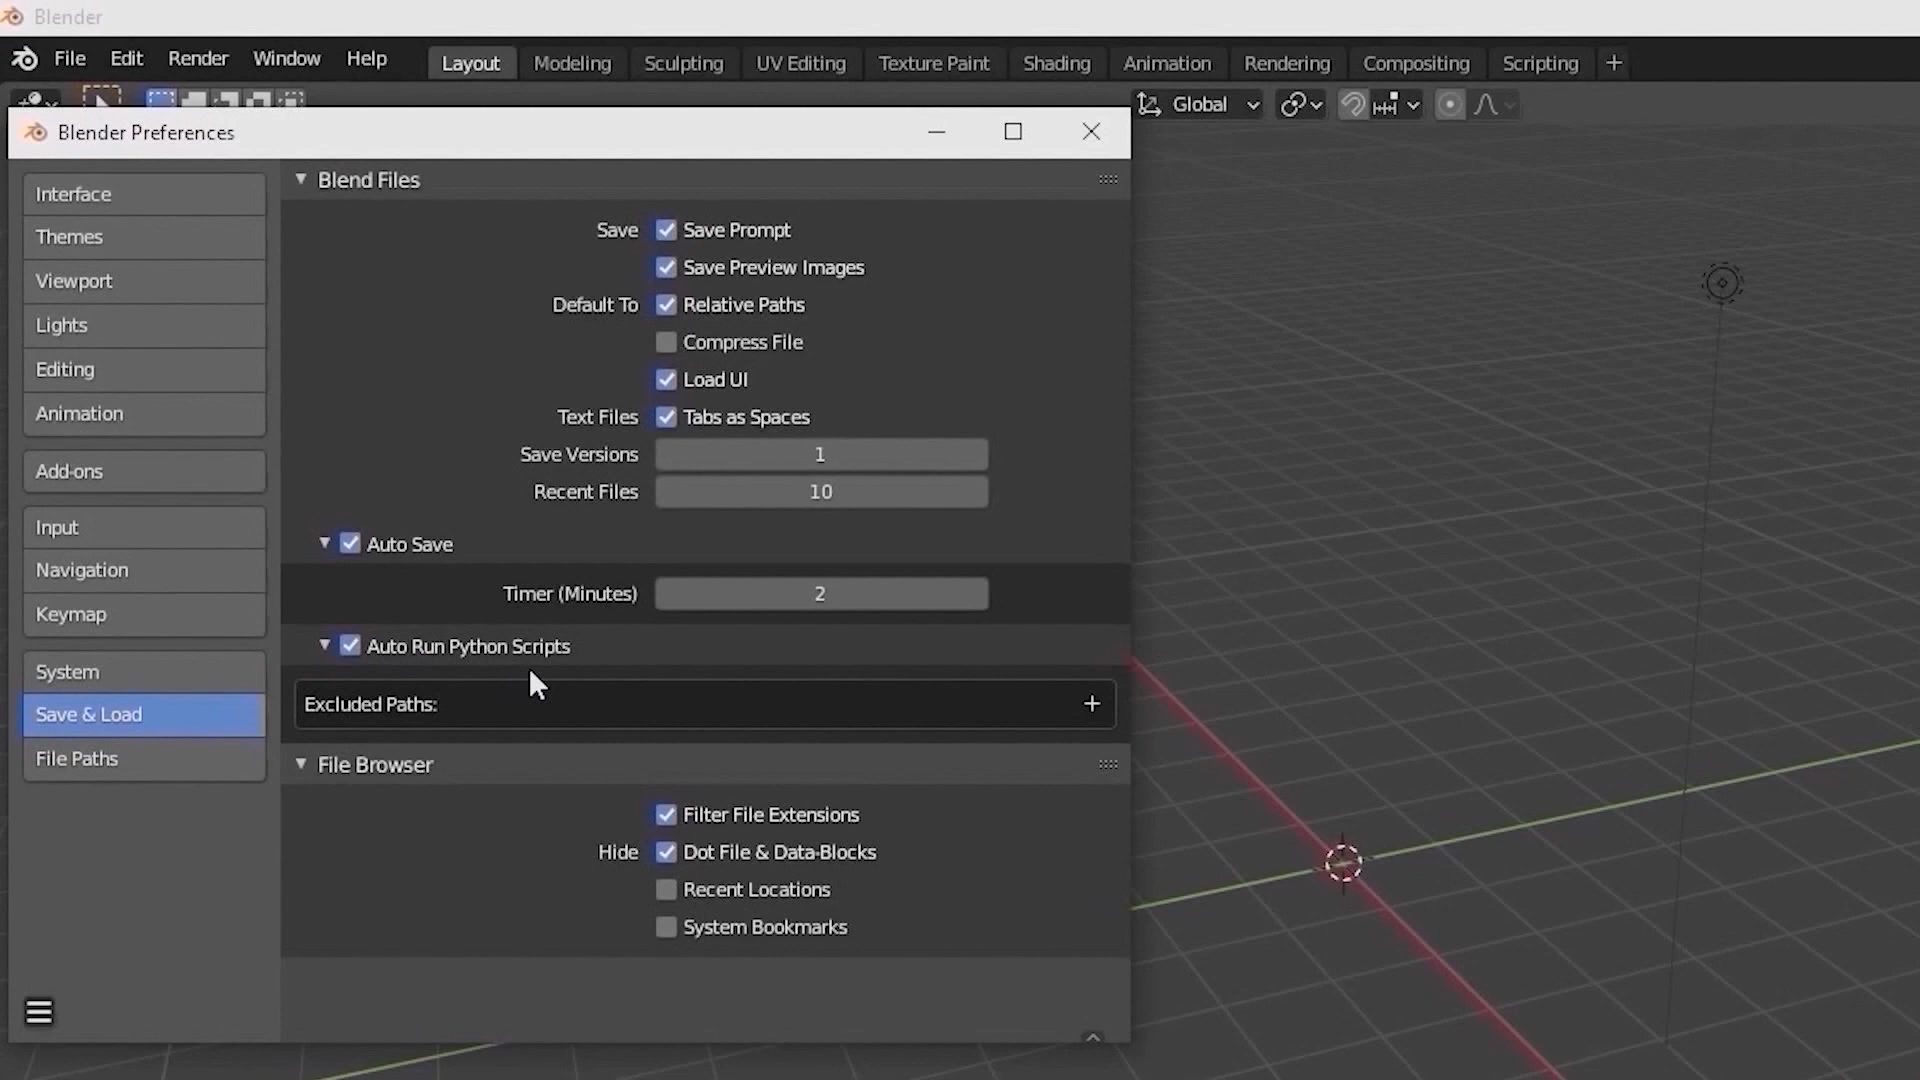 Blender
File Edit Render Window Help Layout Modeling Sculpting UV Editing Texture Paint Shading Animation Rendering Compositing Scripting +
Global
Blender Preferences
Interface
Themes
Viewport
Lights
Editing
Animation
Add-ons
Input
Navigation
Keymap
System
Save & Load
File Paths
Blend Files
Save Save Prompt
Save Preview Images
Default To Relative Paths
Compress File
Load UI
Text Files Tabs as Spaces
Save Versions 1
Recent Files 10
Auto Save
Timer (Minutes) 2
Auto Run Python Scripts
Excluded Paths: +
File Browser
Filter File Extensions
Hide Dot File & Data-Blocks
Recent Locations
System Bookmarks